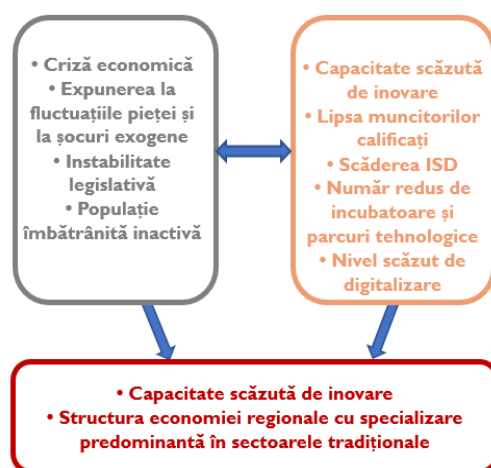 • Criză economică
• Expunerea la
fluctuațiile pieței și
la șocuri exogene
• Instabilitate
legislativă
• Populație
îmbătrânită inactivă
• Capacitate scăzută
de inovare
• Lipsa muncitorilor
calificați
• Scăderea ISD
• Număr redus de
incubatoare și
parcuri tehnologice
• Nivel scăzut de
digitalizare
• Capacitate scăzută de inovare
• Structura economiei regionale cu specializare
predominantă în sectoarele tradiționale